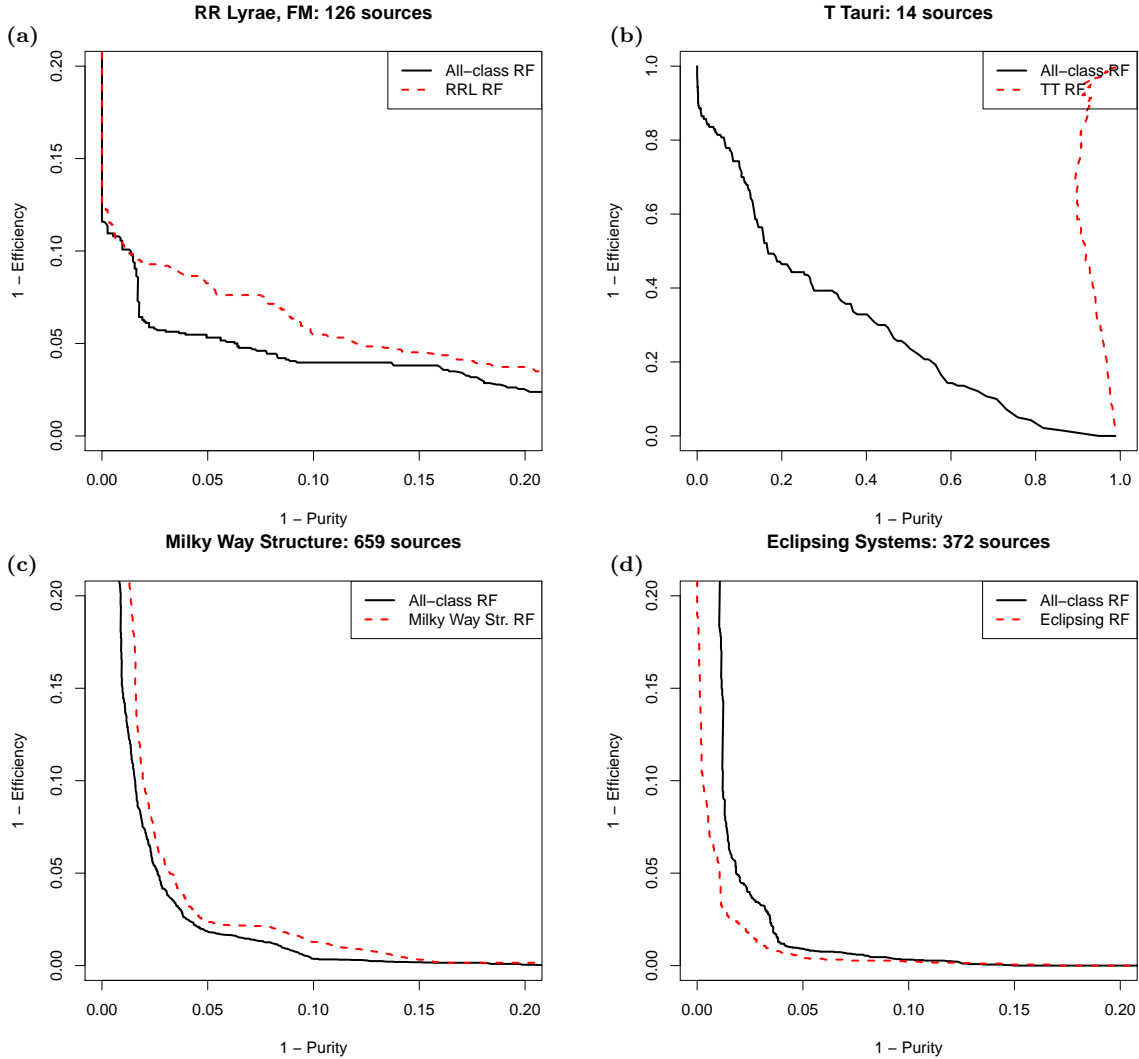 RR Lyrae, FM: 126 sources
(a)
All−class RF
RRL RF
0.20
0.15
0.10
0.05
0.00
1 − Efficiency
0.00 0.05 0.10 0.15 0.20
1 − Purity
T Tauri: 14 sources
(b)
All−class RF
TT RF
1.0
0.8
0.6
0.4
0.2
0.0
1 − Efficiency
0.0 0.2 0.4 0.6 0.8 1.0
1 − Purity
Milky Way Structure: 659 sources
(c)
All−class RF
Milky Way Str. RF
0.20
0.15
0.10
0.05
0.00
1 − Efficiency
0.00 0.05 0.10 0.15 0.20
1 − Purity
Eclipsing Systems: 372 sources
(d)
All−class RF
Eclipsing RF
0.20
0.15
0.10
0.05
0.00
1 − Efficiency
0.00 0.05 0.10 0.15 0.20
1 − Purity